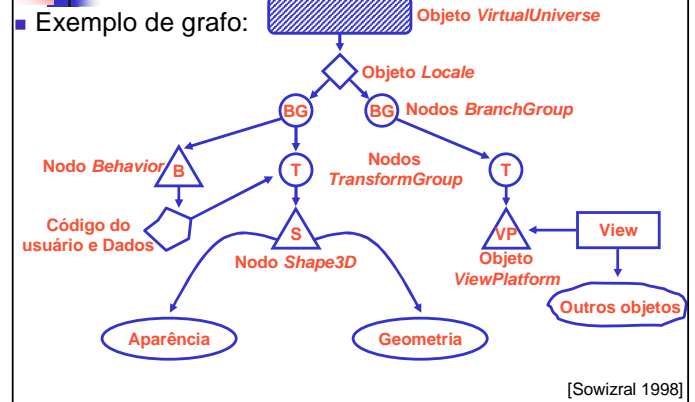 Exemplo de grafo:
Objeto VirtualUniverse
Objeto Locale
BG
BG
Nodos BranchGroup
Nodo Behavior
B
T
Nodos
TransformGroup
T
Código do
usuário e Dados
S
Nodo Shape3D
VP
Objeto
ViewPlatform
View
Outros objetos
Aparência
Geometria
[Sowizral 1998]